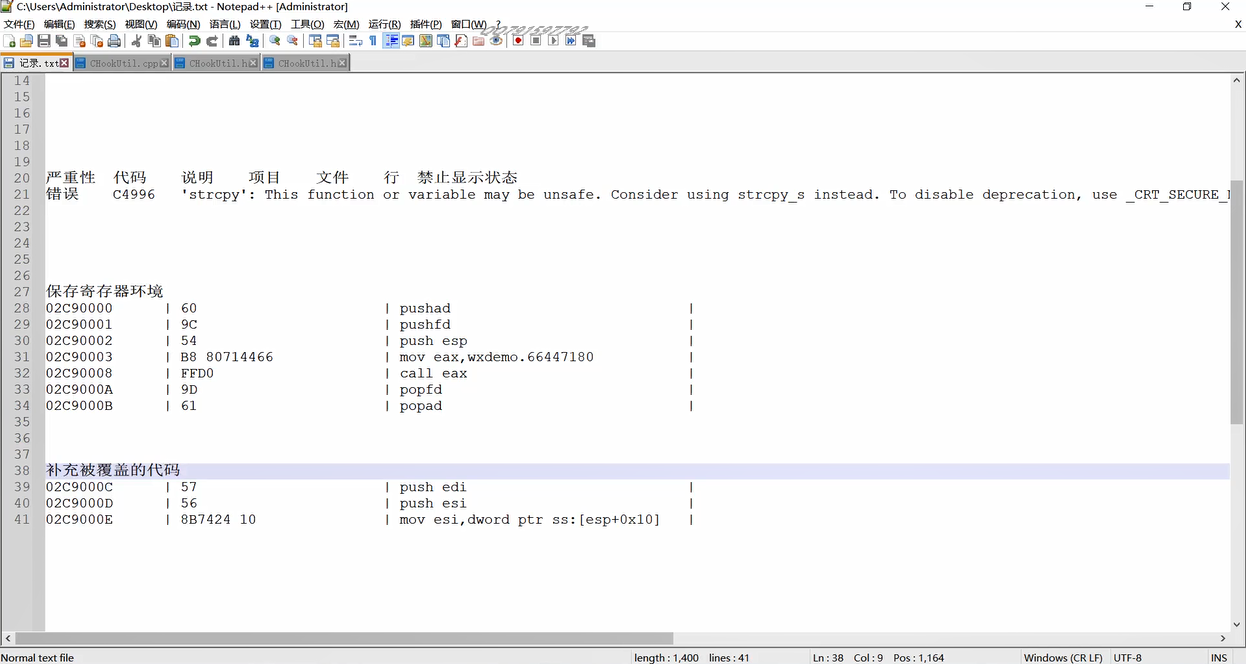 C:\Users\Administrator\Desktop\记录.txt - Notepad++ [Administrator]
文件(F) 编辑(E) 搜索(S) 视图(V) 编码(N) 语言(L) 设置(T) 工具(O) 宏(M) 运行(R) 插件(P) 窗口(W) ? X
记录.txt CHookUtil.cpp CHookUtil.h CHookUtil.h
14
15
16
17
18
19
20 严重性 代码 说明 项目 文件 行 禁止显示状态
21 错误 C4996 'strcpy': This function or variable may be unsafe. Consider using strcpy_s instead. To disable deprecation, use _CRT_SECURE_
22
23
24
25
26
27 保存寄存器环境
28 02C90000 | 60 | pushad |
29 02C90001 | 9C | pushfd |
30 02C90002 | 54 | push esp |
31 02C90003 | B8 80714466 | mov eax,wxdemo.66447180 |
32 02C90008 | FFD0 | call eax |
33 02C9000A | 9D | popfd |
34 02C9000B | 61 | popad |
35
36
37
38 补充被覆盖的代码
39 02C9000C | 57 | push edi |
40 02C9000D | 56 | push esi |
41 02C9000E | 8B7424 10 | mov esi,dword ptr ss:[esp+0x10] |
Normal text file length : 1,400 lines : 41 Ln : 38 Col : 9 Pos : 1,164 Windows (CR LF) UTF-8 INS